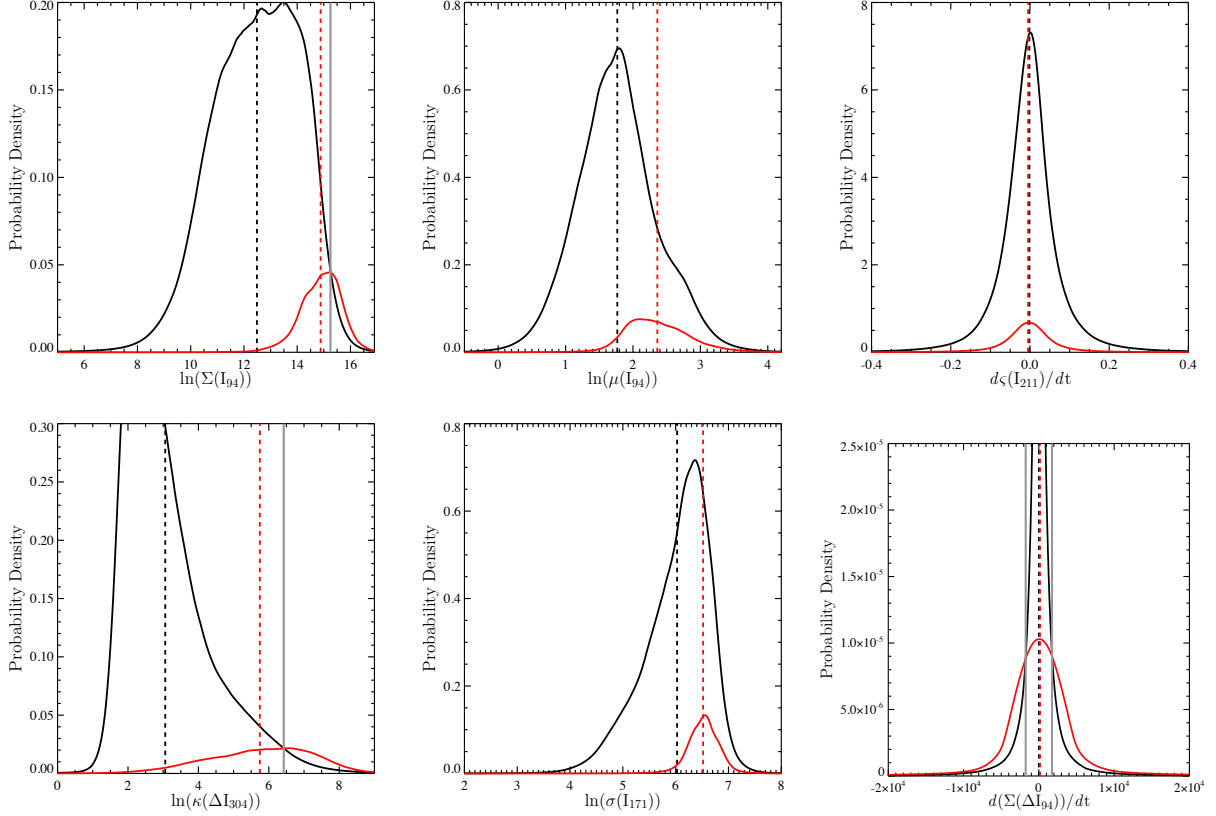 0.20
0.15
0.10
0.05
0.00
Probability Density
6 8 10 12 14 16
ln(Σ(I94))
0.8
0.6
0.4
0.2
0.0
Probability Density
0 1 2 3 4
ln(μ(I94))
8
6
4
2
0
Probability Density
-0.4 -0.2 0.0 0.2 0.4
dς(I211)/dt
0.30
0.25
0.20
0.15
0.10
0.05
0.00
Probability Density
0 2 4 6 8
ln(κ(ΔI304))
0.8
0.6
0.4
0.2
0.0
Probability Density
2 3 4 5 6 7 8
ln(σ(I171))
2.5×10⁻⁵
2.0×10⁻⁵
1.5×10⁻⁵
1.0×10⁻⁵
5.0×10⁻⁶
0
Probability Density
-2×10⁴ -1×10⁴ 0 1×10⁴ 2×10⁴
d(Σ(ΔI94))/dt